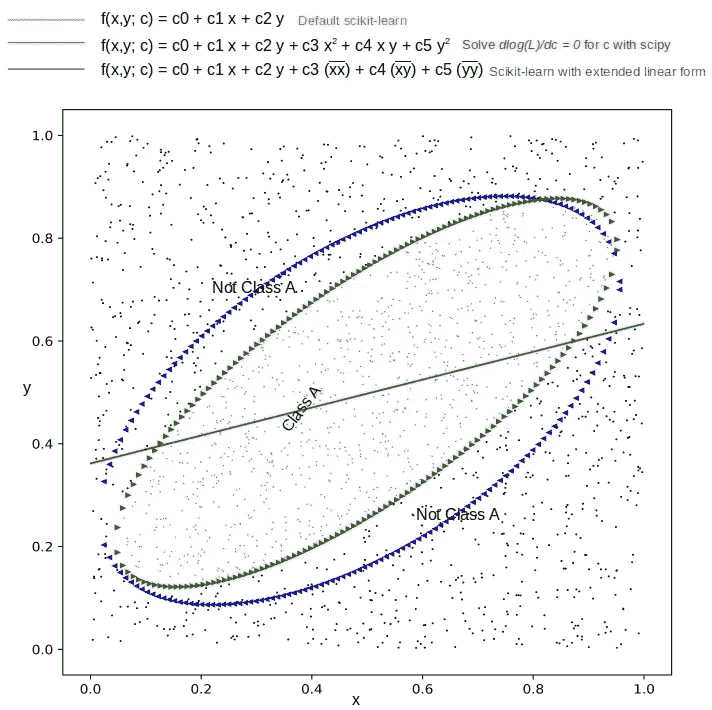 f(x,y; c) = c0 + c1 x + c2 y Default scikit-learn
f(x,y; c) = c0 + c1 x + c2 y + c3 x² + c4 x y + c5 y² Solve dlog(L)/dc = 0 for c with scipy
f(x,y; c) = c0 + c1 x + c2 y + c3 (x̅x̅) + c4 (x̅y̅) + c5 (y̅y̅) Scikit-learn with extended linear form
1.0
0.8
Not Class A
0.6
y
Class A
0.4
Not Class A
0.2
0.0
0.0 0.2 0.4 0.6 0.8 1.0
x